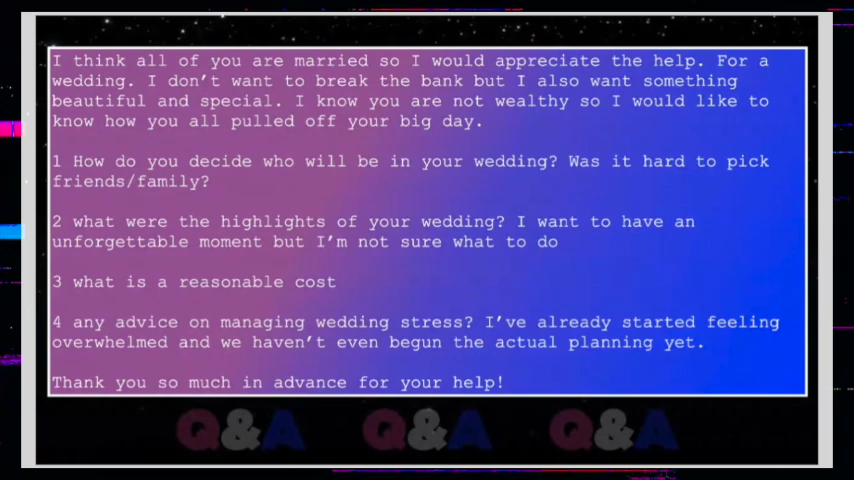 I think all of you are married so I would appreciate the help. For a
wedding. I don't want to break the bank but I also want something
beautiful and special. I know you are not wealthy so I would like to
know how you all pulled off your big day.
1 How do you decide who will be in your wedding? Was it hard to pick
friends/family?
2 what were the highlights of your wedding? I want to have an
unforgettable moment but I'm not sure what to do
3 what is a reasonable cost
4 any advice on managing wedding stress? I've already started feeling
overwhelmed and we haven't even begun the actual planning yet.
Thank you so much in advance for your help!
Q&A Q&A Q&A